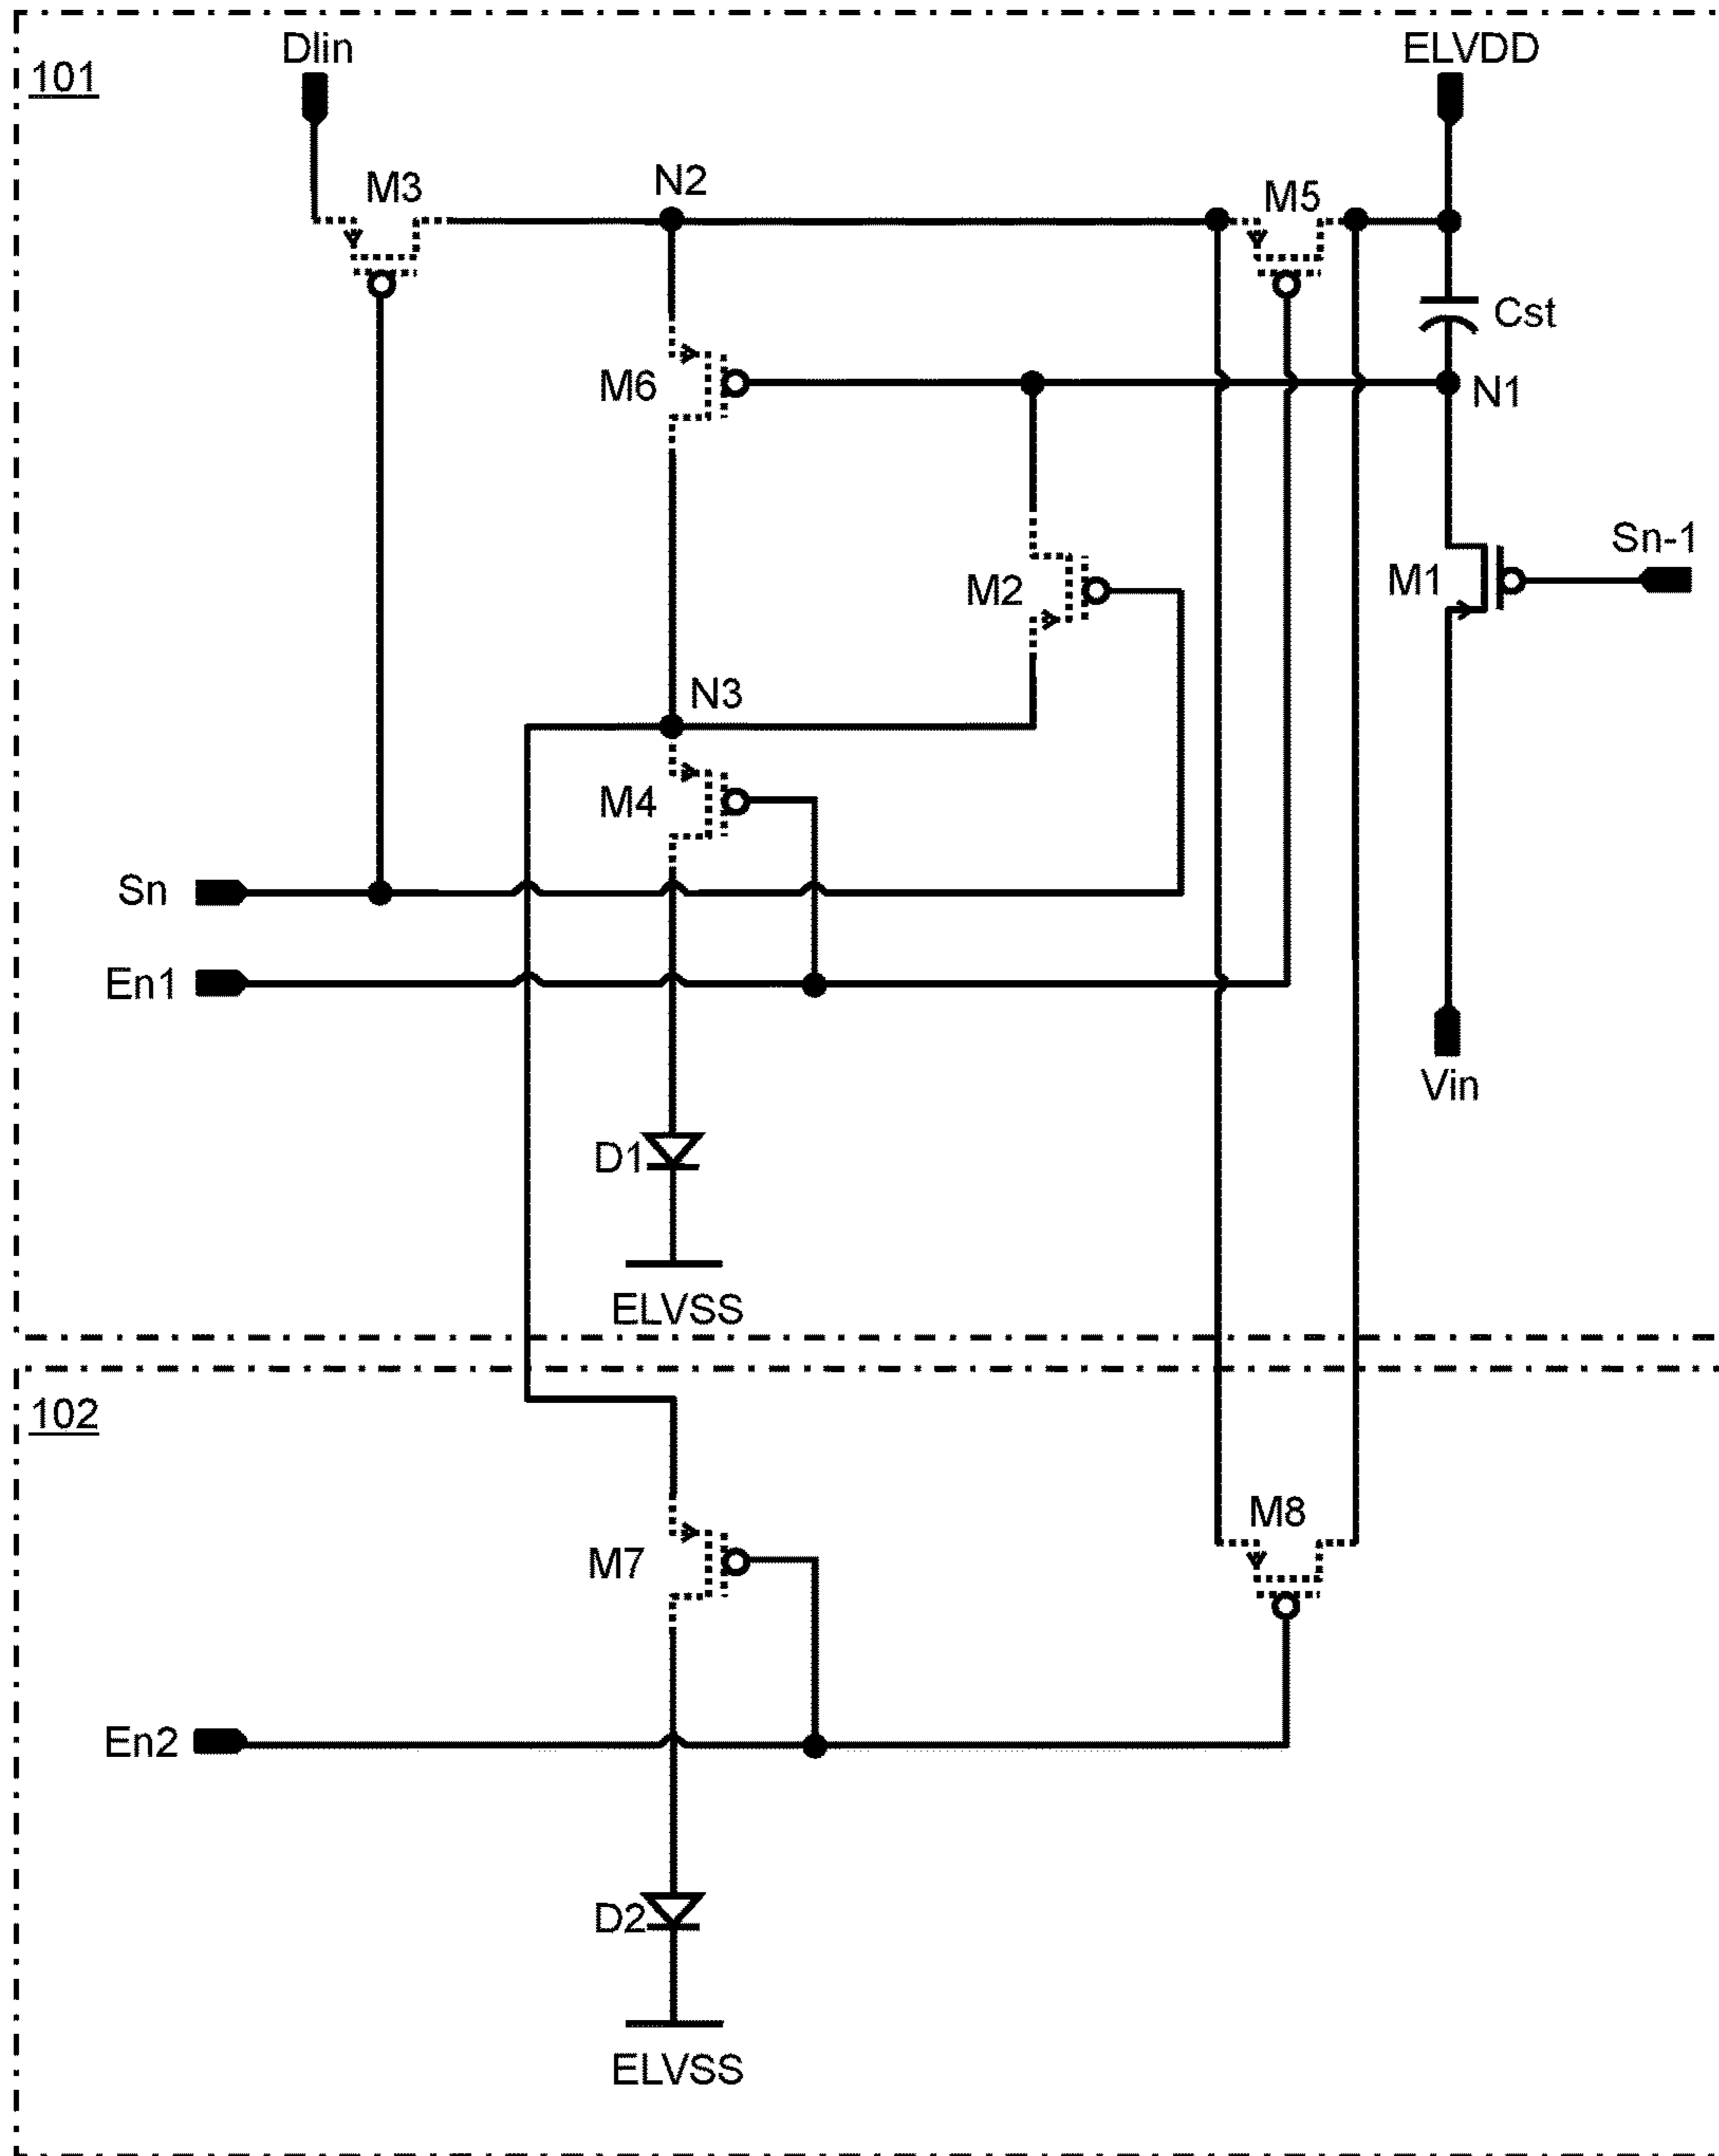 Dlin
ELVDD
101
M3
N2
M5
Cst
M6
N1
Sn-1
M2
M1
N3
M4
Sn
En1
Vin
D1
ELVSS
102
M8
M7
En2
D2
ELVSS